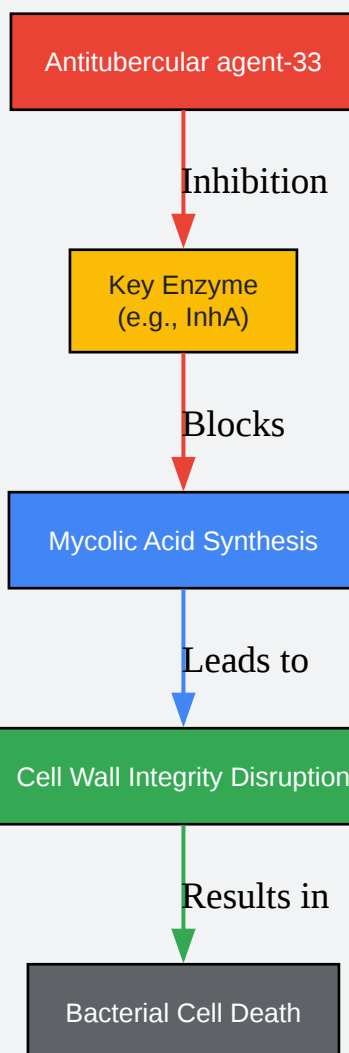 Antitubercular agent-33
Inhibition
Key Enzyme
(e.g., InhA)
Blocks
Mycolic Acid Synthesis
Leads to
Cell Wall Integrity Disruption
Results in
Bacterial Cell Death